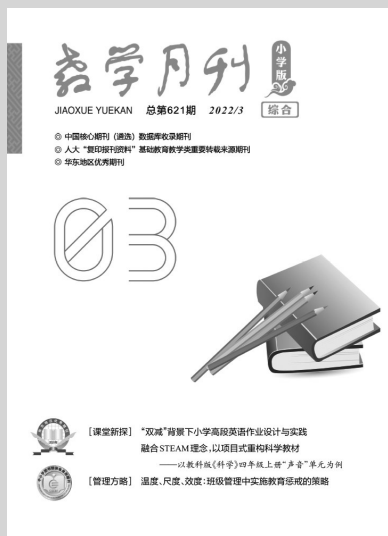 教学月刊
小学版
JIAOXUE YUEKAN 总第621期 2022/3 综合
◎ 中国核心期刊（遴选）数据库收录期刊
◎ 人大“复印报刊资料”基础教育教学类重要转载来源期刊
◎ 华东地区优秀期刊
03
［课堂新探］ “双减”背景下小学高段英语作业设计与实践
融合STEAM理念，以项目式重构科学教材
——以教科版《科学》四年级上册“声音”单元为例
［管理方略］ 温度、尺度、效度：班级管理中实施教育惩戒的策略